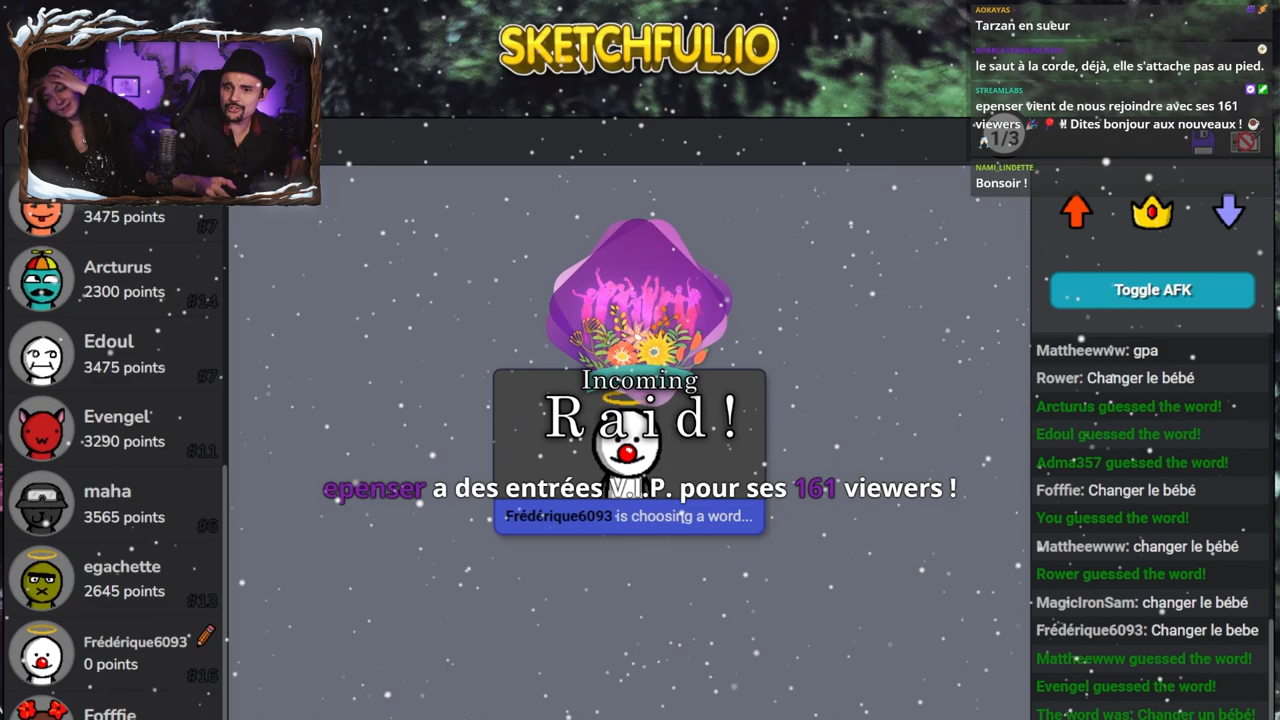 SKETCHFUL.IO
AOKAYAS
Tarzan en sueur
le saut à la corde, déjà, elle s'attache pas au pied.
STREAMLABS
epenser vient de nous rejoindre avec ses 161
viewers Dites bonjour aux nouveaux !
1/3
NAMI_LINDETTE
Bonsoir !
3475 points
#7
Arcturus
2300 points
#14
Edoul
3475 points
#7
Evengel
3290 points
#11
maha
3565 points
#6
egachette
2645 points
#13
Frédérique6093
0 points
#16
Fofffie
Incoming
Raid!
epenser a des entrées V.I.P. pour ses 161 viewers !
Frédérique6093 is choosing a word...
Toggle AFK
Mattheewww: gpa
Rower: Changer le bébé
Arcturus guessed the word!
Edoul guessed the word!
Adma357 guessed the word!
Fofffie: Changer le bébé
You guessed the word!
Mattheewww: changer le bébé
Rower guessed the word!
MagicIronSam: changer le bébé
Frédérique6093: Changer le bebe
Mattheewww guessed the word!
Evengel guessed the word!
The word was: Changer un bébé!